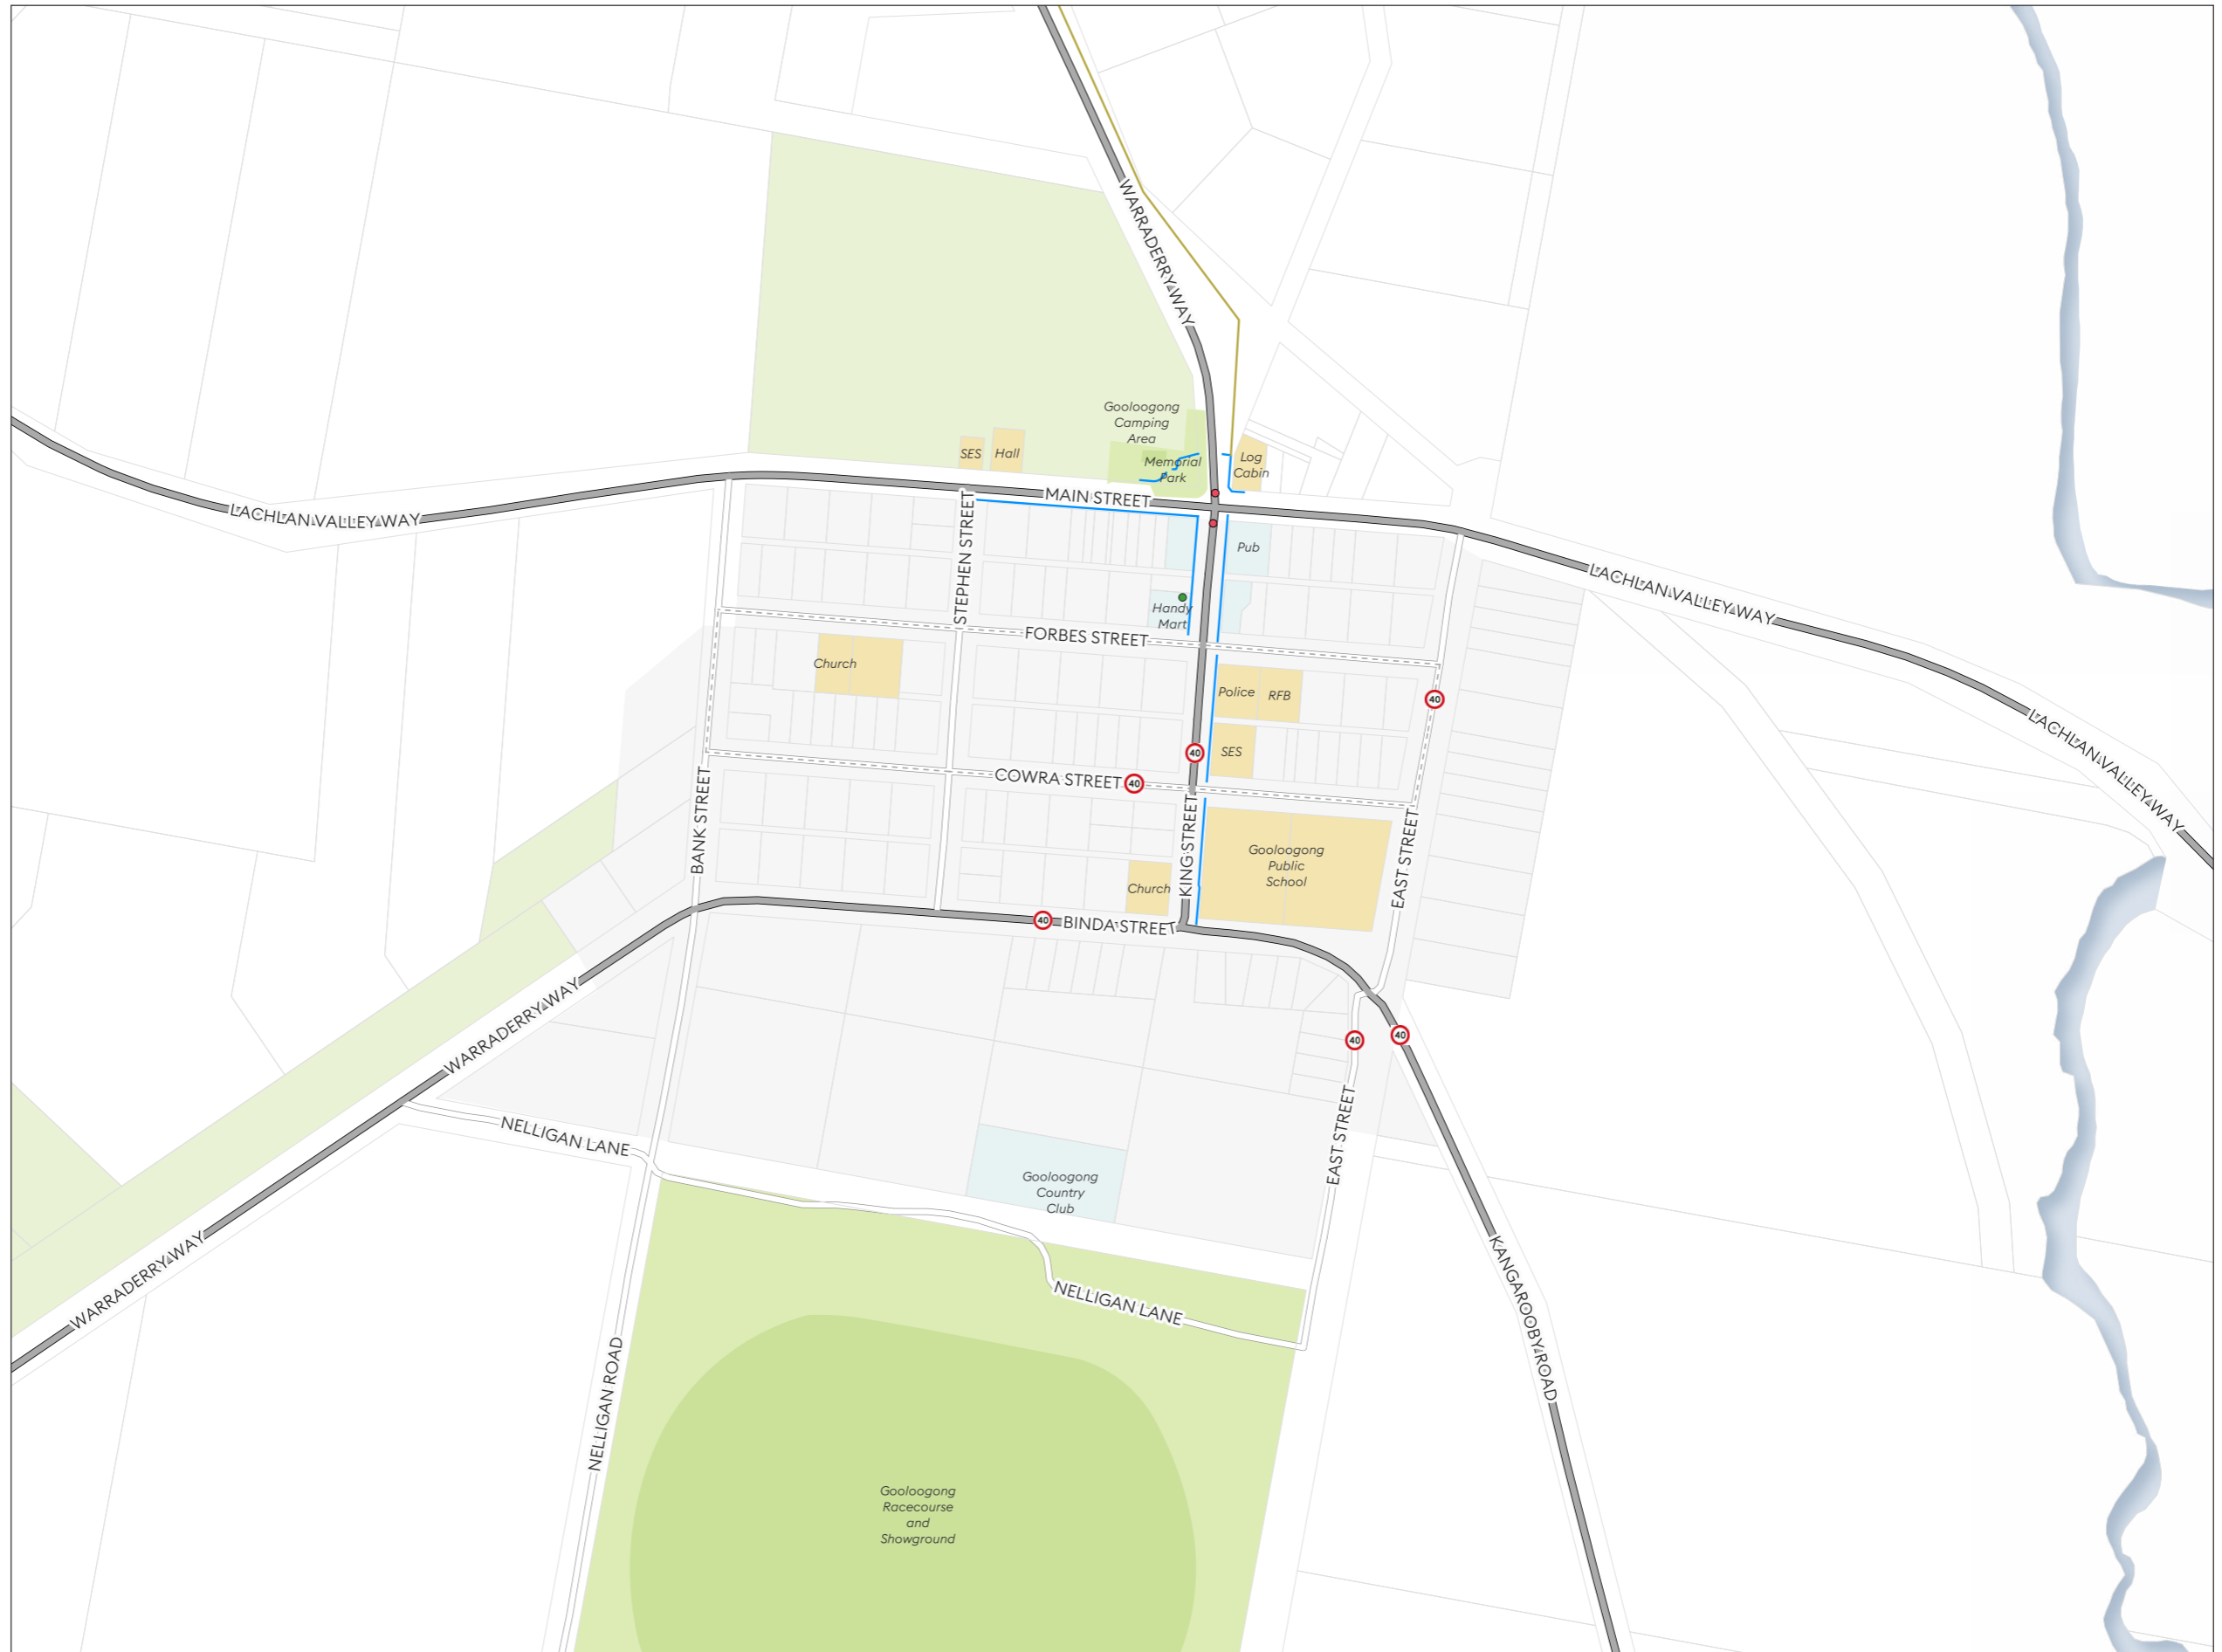 WARRADERRY WAY
Gooloogong
Camping
Area
SES
Hall
Memorial
Park
Log
Cabin
MAIN STREET
LACHLAN VALLEY WAY
STEPHEN STREET
Pub
LACHLAN VALLEY WAY
Handy
Mart
FORBES STREET
Church
Police
RFB
40
LACHLAN VALLEY WAY
SES
40
COWRA STREET
40
BANK STREET
KING STREET
Gooloogong
Public
School
EAST STREET
Church
40
BINDA STREET
WARRADERRY WAY
40
40
NELLIGAN LANE
EAST STREET
Gooloogong
Country
Club
WARRADERRY WAY
NELLIGAN LANE
KANGAROOBY ROAD
NELLIGAN ROAD
Gooloogong
Racecourse
and
Showground